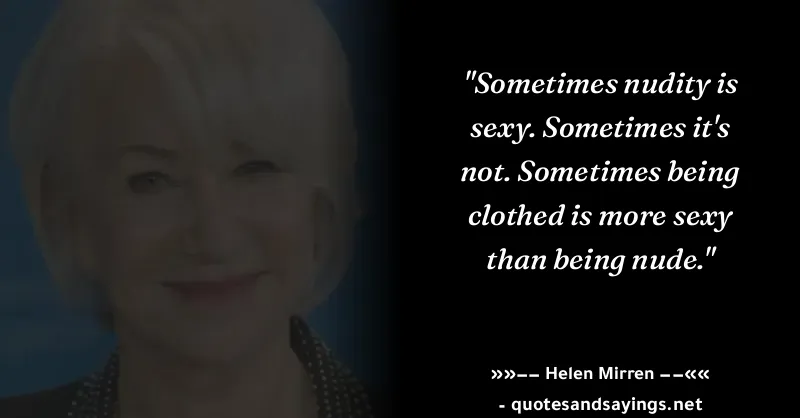 "Sometimes nudity is
sexy. Sometimes it's
not. Sometimes being
clothed is more sexy
than being nude."
»»−− Helen Mirren −−««
- quotesandsayings.net